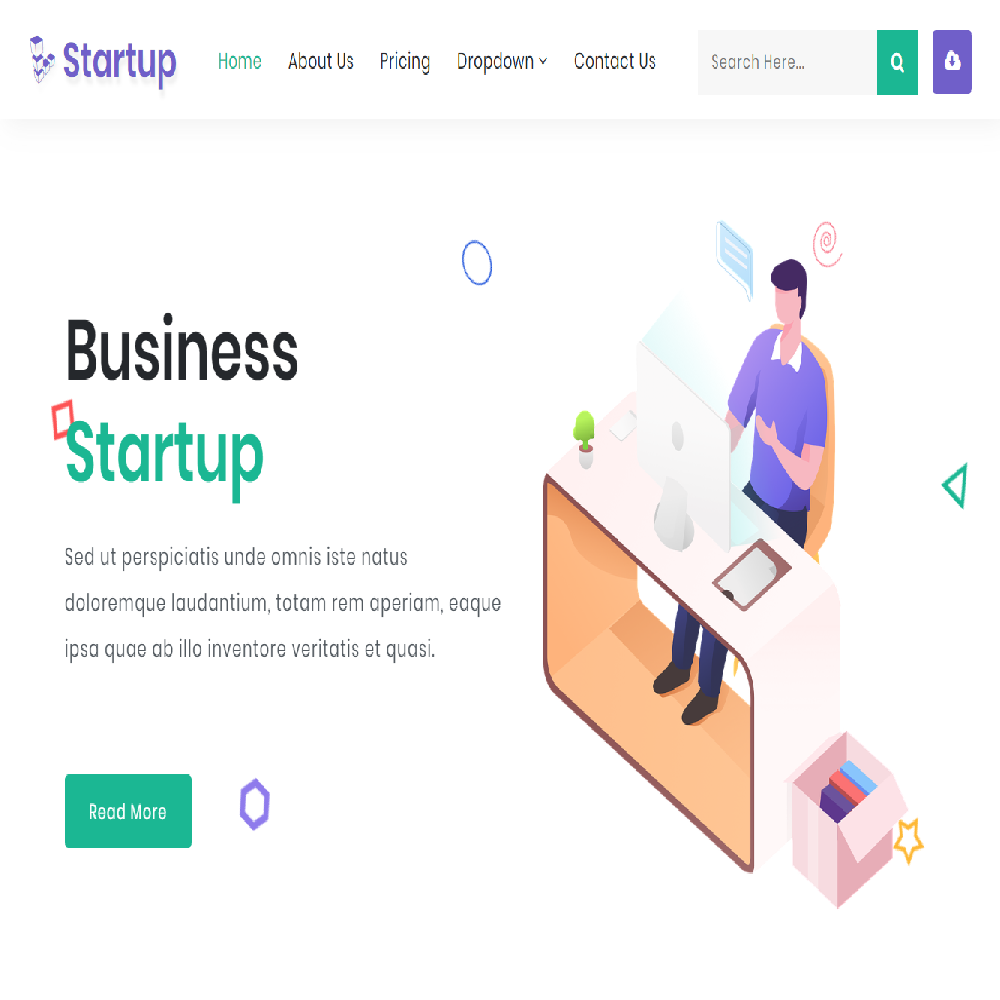 Startup
Home About Us Pricing Dropdown Contact Us Search Here...
Business
Startup
Sed ut perspiciatis unde omnis iste natus
doloremque laudantium, totam rem aperiam, eaque
ipsa quae ab illo inventore veritatis et quasi.
Read More